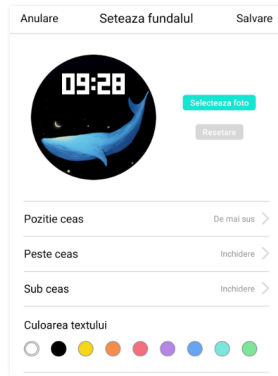 Anulare Seteaza fundalul Salvare
09:28
Selecteaza foto
Resetare
Pozitie ceas De mai sus
Peste ceas Inchidere
Sub ceas Inchidere
Culoarea textului